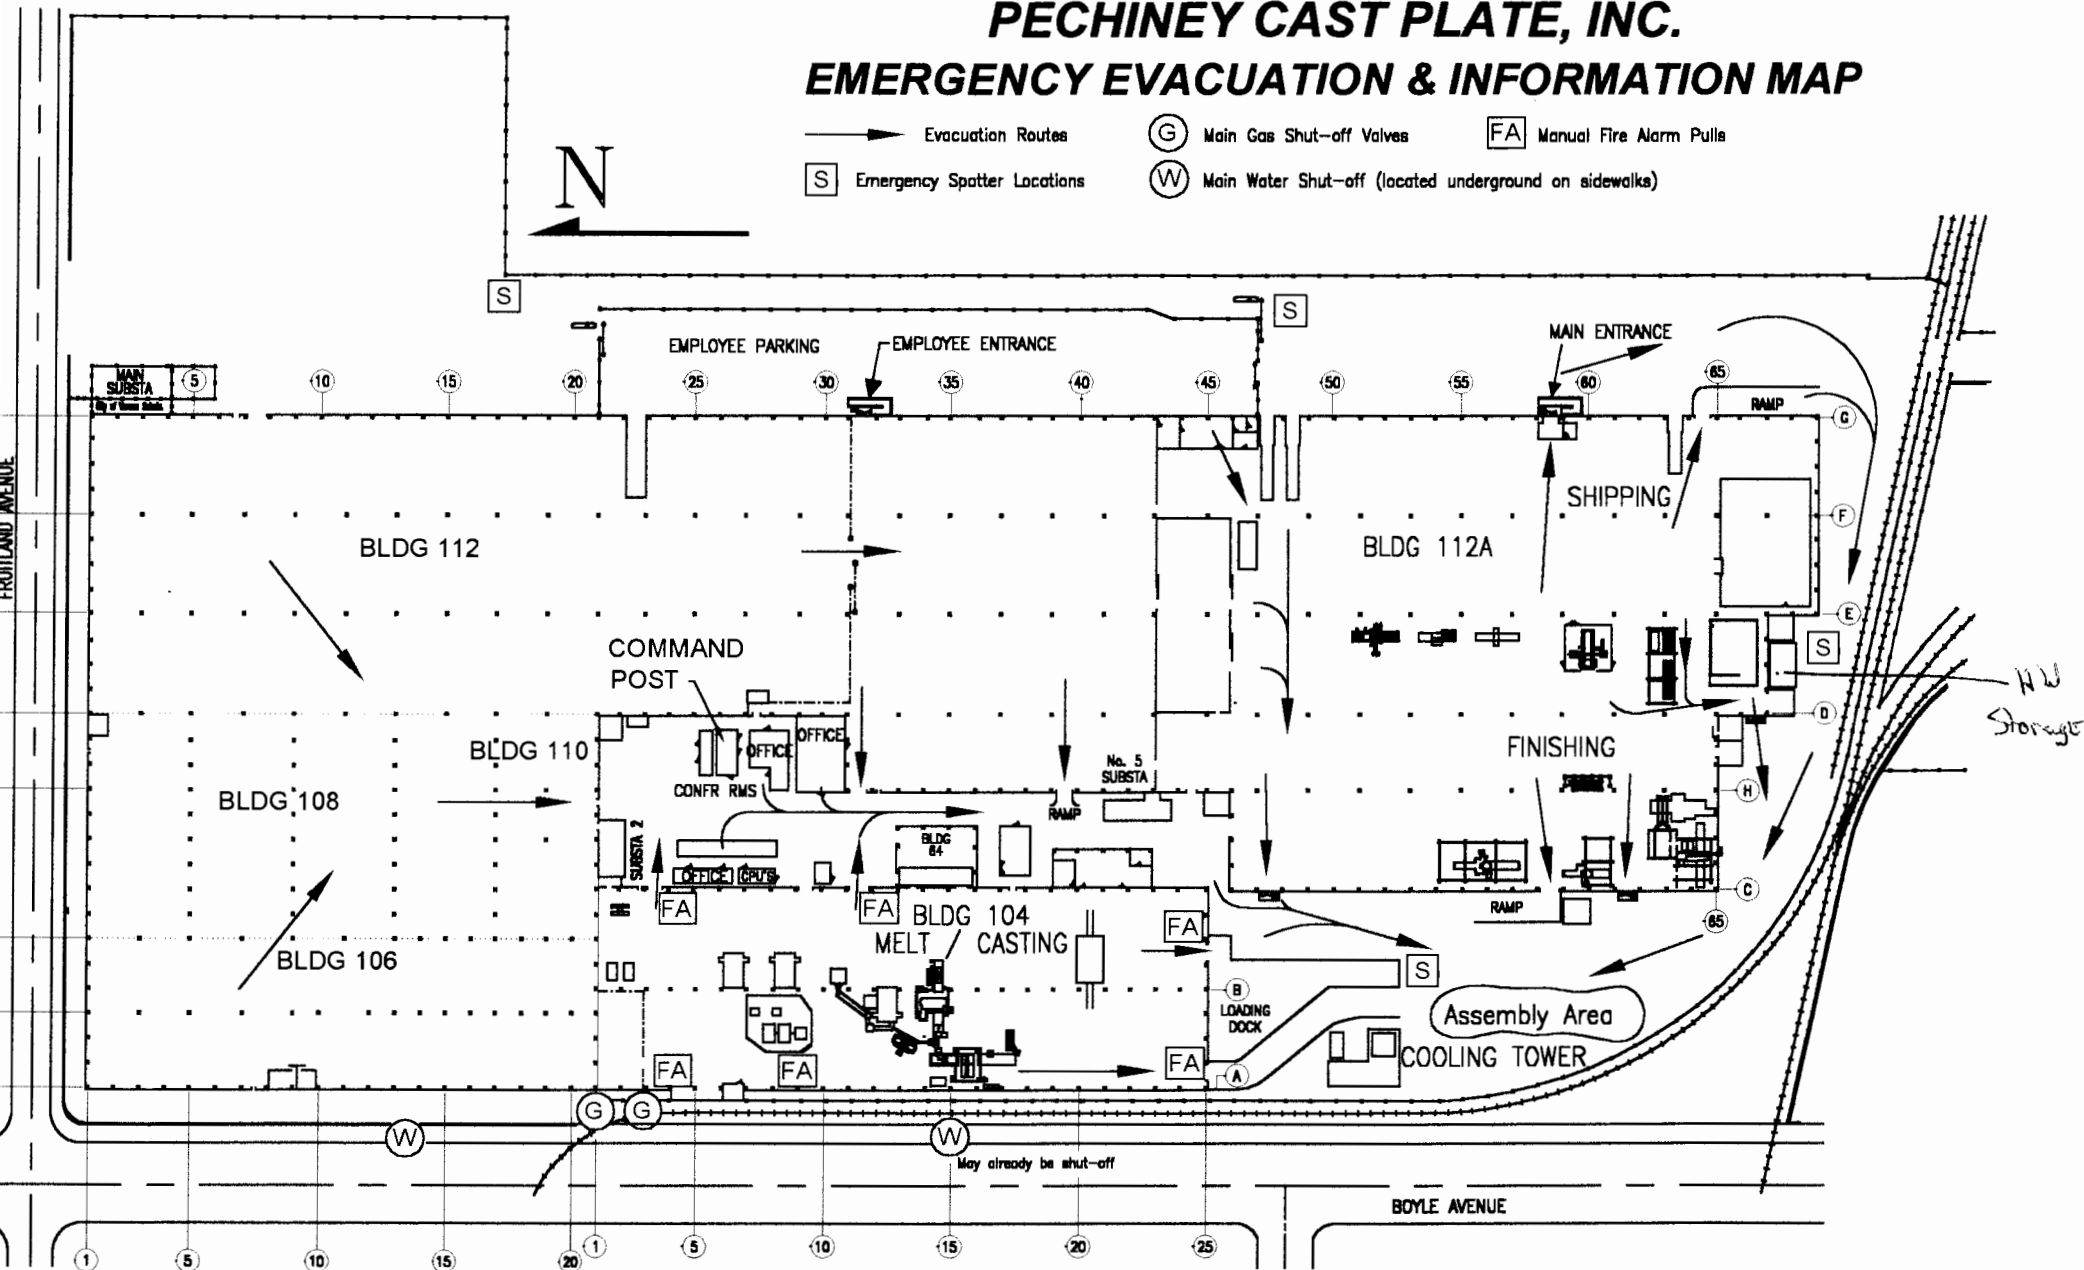 PECHINEY CAST PLATE, INC.
EMERGENCY EVACUATION & INFORMATION MAP
Evacuation Routes
G Main Gas Shut-off Valves
FA Manual Fire Alarm Pulls
S Emergency Spotter Locations
W Main Water Shut-off (located underground on sidewalks)
N
S
S
EMPLOYEE PARKING
EMPLOYEE ENTRANCE
MAIN ENTRANCE
MAIN
SUBSTA
5
10
15
20
25
30
35
40
45
50
55
60
65
RAMP
G
FRUITLAND AVENUE
SHIPPING
F
BLDG 112
BLDG 112A
E
COMMAND
POST
S
HW
Storage
D
OFFICE
OFFICE
BLDG 110
FINISHING
No. 5
SUBSTA
CONFR RMS
H
BLDG 108
RAMP
SUBSTA 2
BLDG
64
OFFICE
CPU'S
C
FA
FA
BLDG 104
FA
RAMP
65
MELT
CASTING
BLDG 106
S
B
LOADING
DOCK
Assembly Area
COOLING TOWER
FA
FA
FA
A
G
G
W
W
May already be shut-off
BOYLE AVENUE
1
5
10
15
20
1
5
10
15
20
25